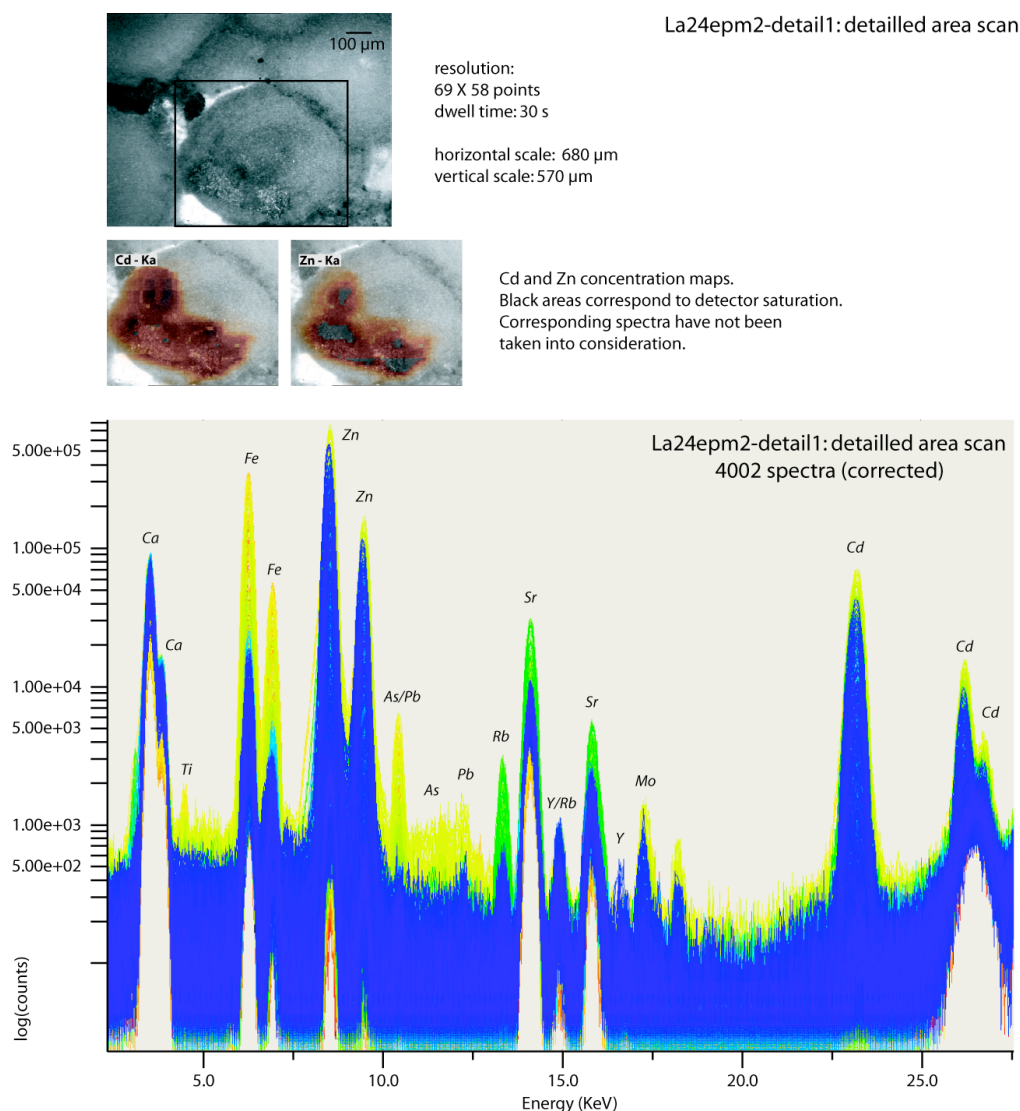 La24epm2-detail1: detailled area scan
100 µm
resolution:
69 X 58 points
dwell time: 30 s
horizontal scale: 680 µm
vertical scale: 570 µm
Cd - Ka
Zn - Ka
Cd and Zn concentration maps.
Black areas correspond to detector saturation.
Corresponding spectra have not been
taken into consideration.
La24epm2-detail1: detailled area scan
4002 spectra (corrected)
5.00e+05
1.00e+05
5.00e+04
1.00e+04
5.00e+03
1.00e+03
5.00e+02
log(counts)
Ca
Ca
Ti
Fe
Fe
Zn
Zn
As/Pb
As
Pb
Rb
Sr
Y/Rb
Sr
Y
Mo
Cd
Cd
Cd
5.0
10.0
15.0
20.0
25.0
Energy (KeV)